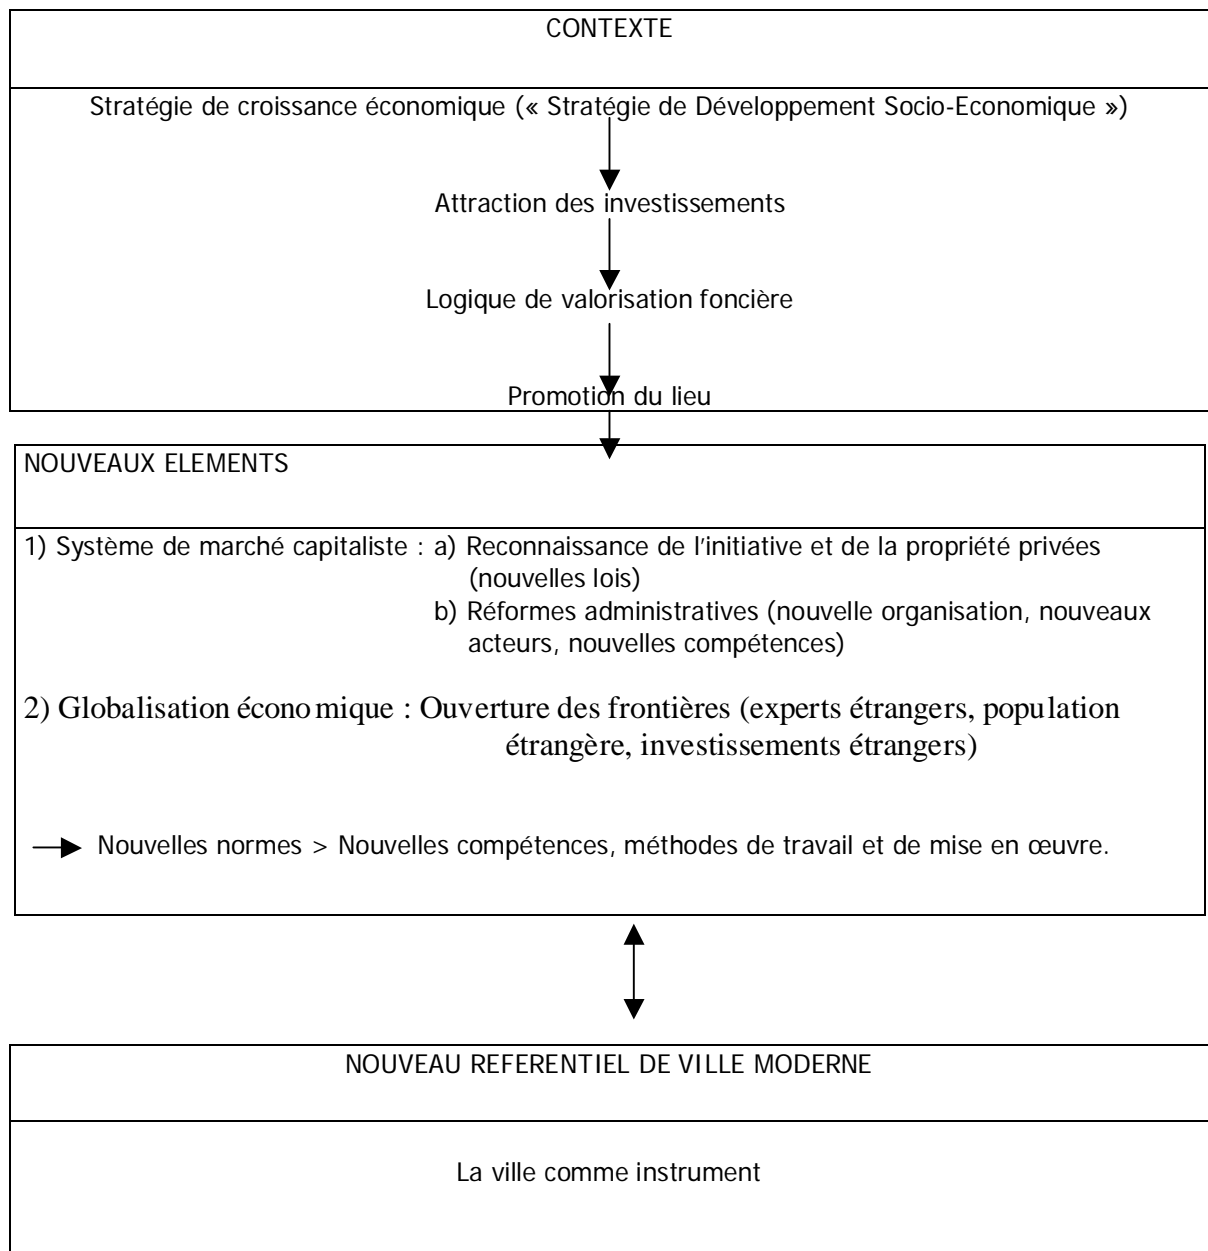 CONTEXTE
Stratégie de croissance économique (« Stratégie de Développement Socio-Economique »)
Attraction des investissements
Logique de valorisation foncière
Promotion du lieu
NOUVEAUX ELEMENTS
1) Système de marché capitaliste : a) Reconnaissance de l'initiative et de la propriété privées
(nouvelles lois)
b) Réformes administratives (nouvelle organisation, nouveaux
acteurs, nouvelles compétences)
2) Globalisation économique : Ouverture des frontières (experts étrangers, population
étrangère, investissements étrangers)
Nouvelles normes > Nouvelles compétences, méthodes de travail et de mise en œuvre.
NOUVEAU REFERENTIEL DE VILLE MODERNE
La ville comme instrument